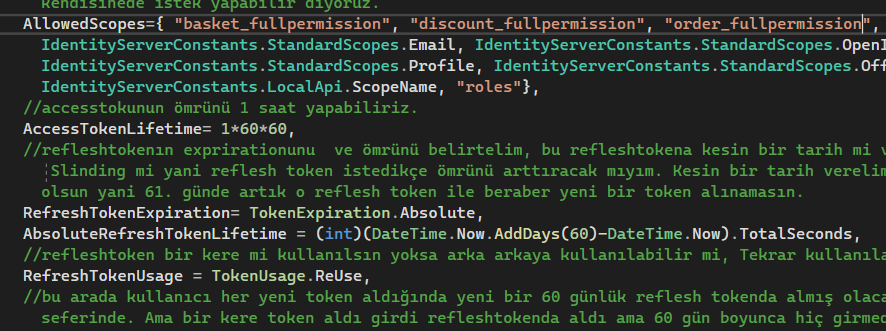 kendisinede istek yapabilir diyoruz.
AllowedScopes={ "basket_fullpermission", "discount_fullpermission", "order_fullpermission",
IdentityServerConstants.StandardScopes.Email, IdentityServerConstants.StandardScopes.OpenI
IdentityServerConstants.StandardScopes.Profile, IdentityServerConstants.StandardScopes.Off
IdentityServerConstants.LocalApi.ScopeName, "roles"},
//accesstokunun ömrünü 1 saat yapabiliriz.
AccessTokenLifetime= 1*60*60,
//refleshtokenın exprirationunu  ve ömrünü belirtelim, bu refleshtokena kesin bir tarih mi v
Slinding mi yani reflesh token istedikçe ömrünü arttıracak mıyım. Kesin bir tarih verelim
olsun yani 61. günde artık o reflesh token ile beraber yeni bir token alınamasın.
RefreshTokenExpiration= TokenExpiration.Absolute,
AbsoluteRefreshTokenLifetime = (int)(DateTime.Now.AddDays(60)-DateTime.Now).TotalSeconds,
//refleshtoken bir kere mi kullanılsın yoksa arka arkaya kullanılabilir mi, Tekrar kullanıla
RefreshTokenUsage = TokenUsage.ReUse,
//bu arada kullanıcı her yeni token aldığında yeni bir 60 günlük reflesh tokenda almış olaca
seferinde. Ama bir kere token aldı girdi refleshtokenda aldı ama 60 gün boyunca hiç girmed